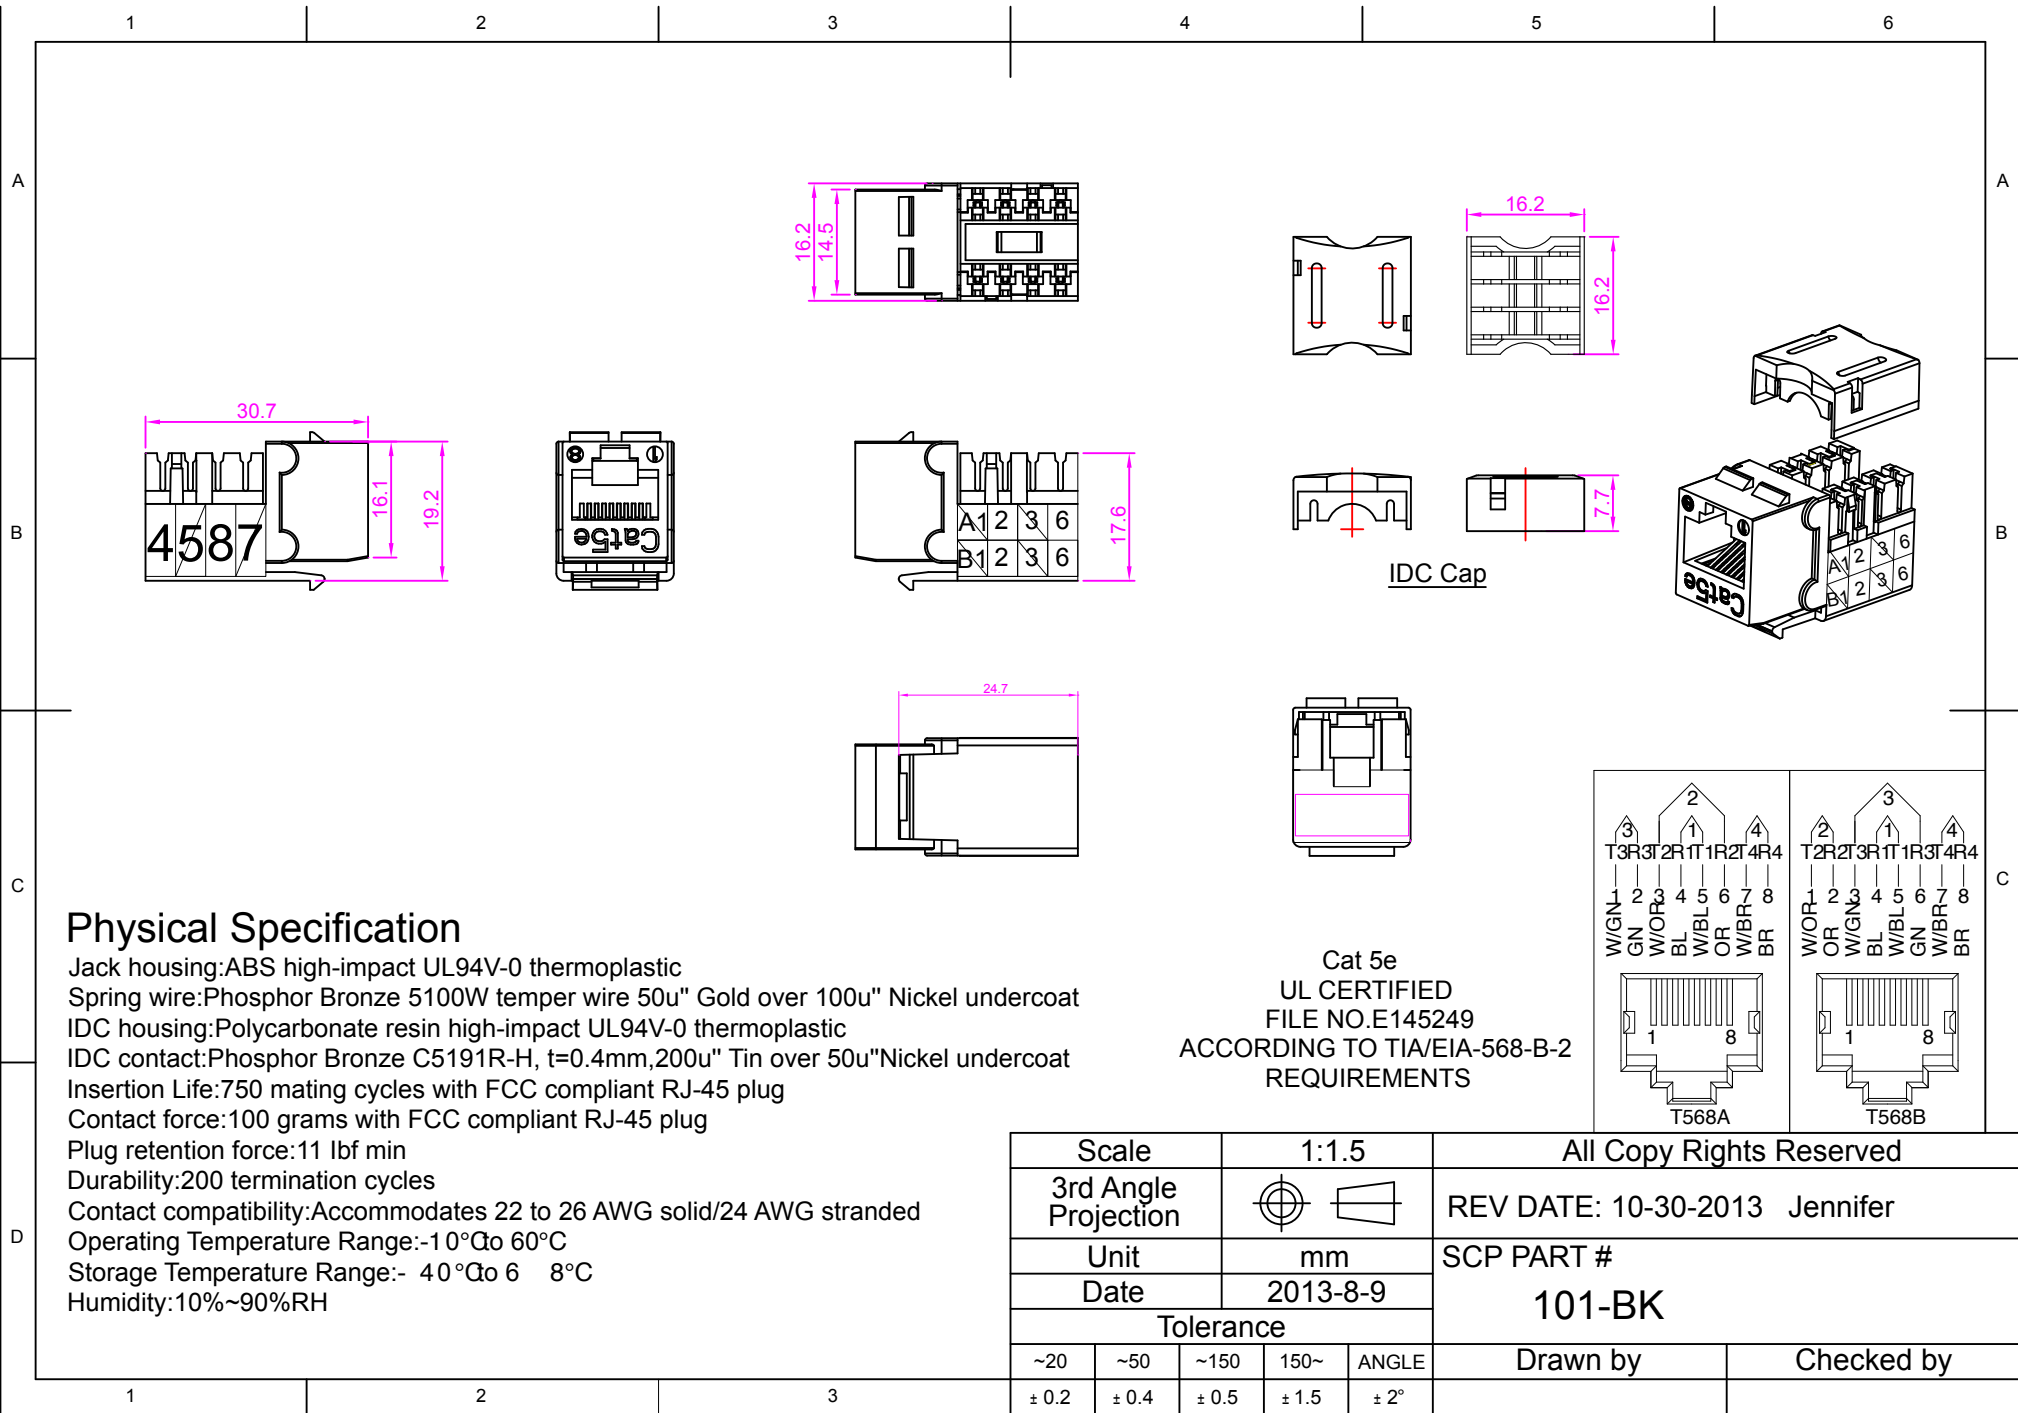 1 2 3 4 5 6
A
A
16.2
14.5
16.2
16.2
30.7
16.1
19.2
4587
8 1
Cat5e
A1 2 3 6
B1 2 3 6
17.6
7.7
IDC Cap
8 1
Cat5e
A1 2 3 6
B1 2 3 6
B
B
24.7
2
3 1 4
T3R3T2R1T1R2T4R4
1 2 3 4 5 6 7 8
W/GN GN W/OR BL W/BL OR W/BR BR
1 8
T568A
3
2 1 4
T2R2T3R1T1R3T4R4
1 2 3 4 5 6 7 8
W/OR OR W/GN BL W/BL GN W/BR BR
1 8
T568B
C
C
Physical Specification
Jack housing:ABS high-impact UL94V-0 thermoplastic
Spring wire:Phosphor Bronze 5100W temper wire 50u" Gold over 100u" Nickel undercoat
IDC housing:Polycarbonate resin high-impact UL94V-0 thermoplastic
IDC contact:Phosphor Bronze C5191R-H, t=0.4mm,200u" Tin over 50u"Nickel undercoat
Insertion Life:750 mating cycles with FCC compliant RJ-45 plug
Contact force:100 grams with FCC compliant RJ-45 plug
Plug retention force:11 lbf min
Durability:200 termination cycles
Contact compatibility:Accommodates 22 to 26 AWG solid/24 AWG stranded
Operating Temperature Range:-10°C to 60°C
Storage Temperature Range:- 40°C to 6 8°C
Humidity:10%~90%RH
Cat 5e
UL CERTIFIED
FILE NO.E145249
ACCORDING TO TIA/EIA-568-B-2
REQUIREMENTS
D
Scale 1:1.5
All Copy Rights Reserved
3rd Angle
Projection
REV DATE: 10-30-2013 Jennifer
Unit mm
SCP PART #
Date 2013-8-9
101-BK
Tolerance
~20 ~50 ~150 150~ ANGLE
Drawn by Checked by
± 0.2 ± 0.4 ± 0.5 ± 1.5 ± 2°
1 2 3